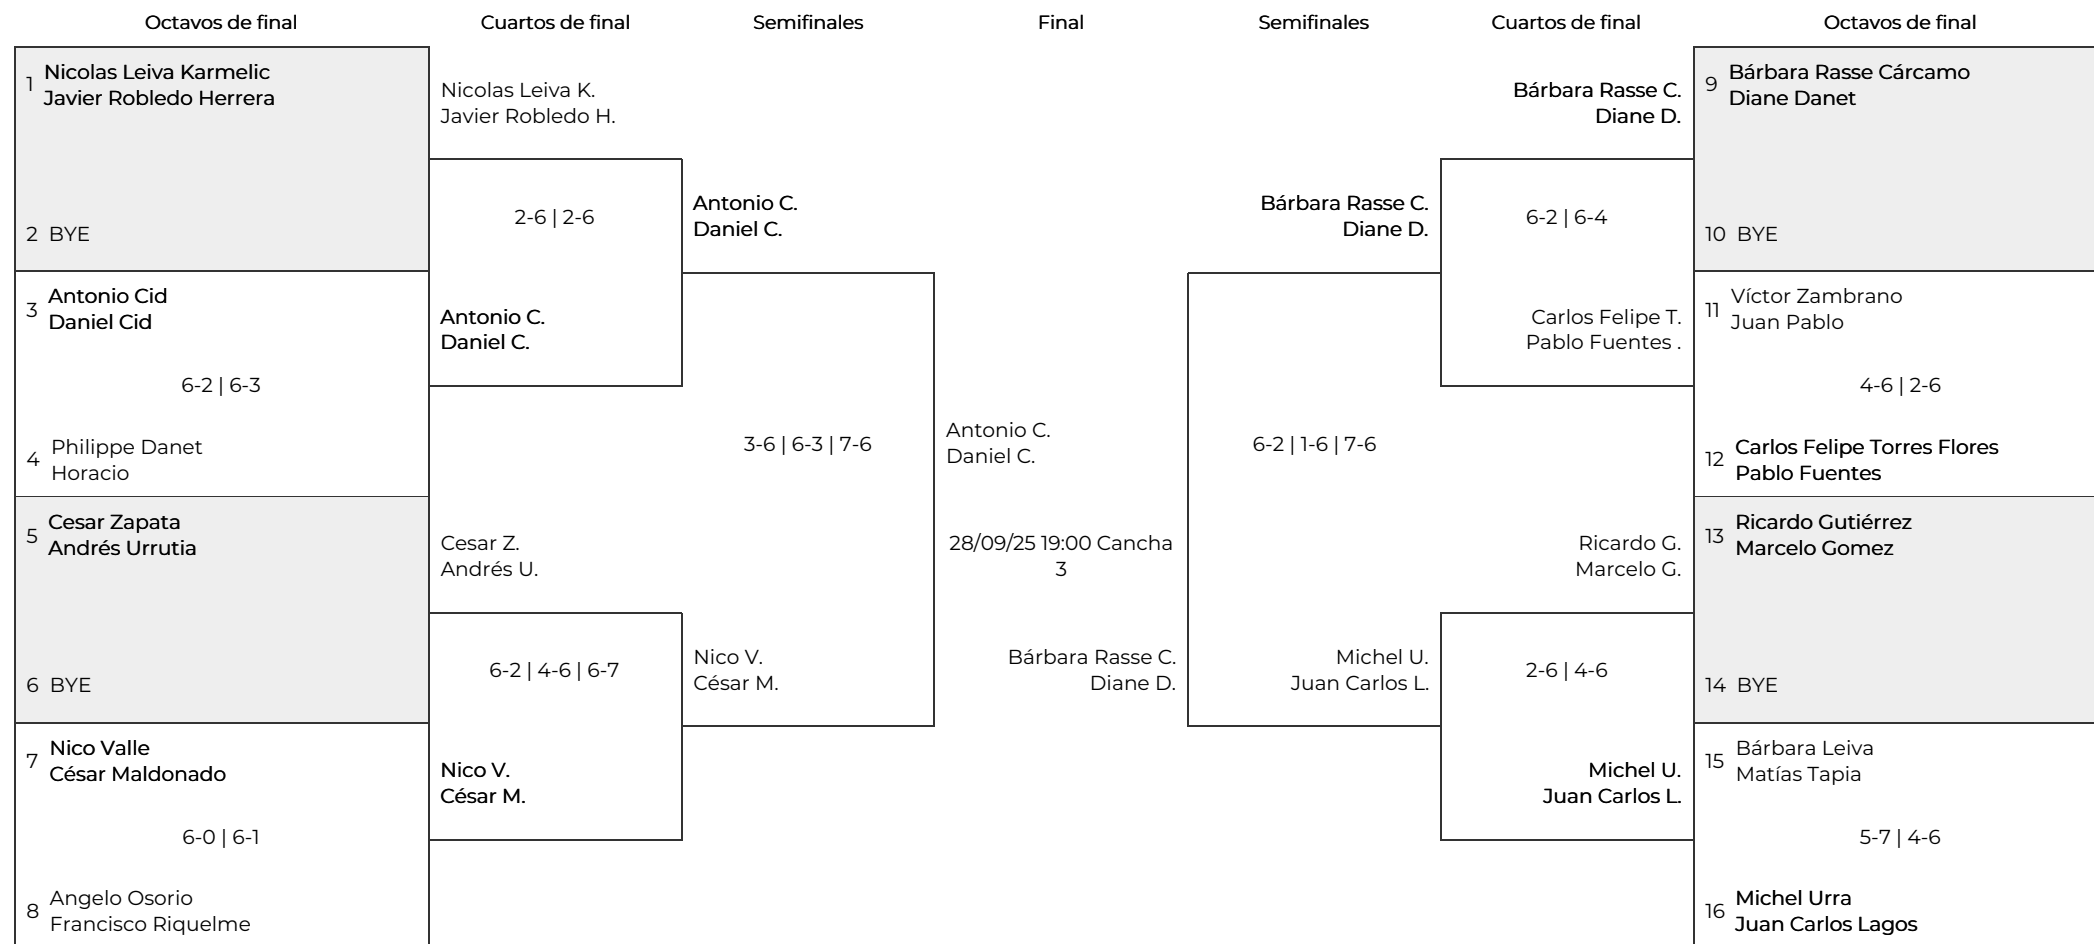 Octavos de final
Cuartos de final
Semifinales
Final
Semifinales
Cuartos de final
Octavos de final
1 Nicolas Leiva Karmelic
Javier Robledo Herrera
2 BYE
3 Antonio Cid
Daniel Cid
6-2 | 6-3
4 Philippe Danet
Horacio
5 Cesar Zapata
Andrés Urrutia
6 BYE
7 Nico Valle
César Maldonado
6-0 | 6-1
8 Angelo Osorio
Francisco Riquelme
Nicolas Leiva K.
Javier Robledo H.
2-6 | 2-6
Antonio C.
Daniel C.
Cesar Z.
Andrés U.
6-2 | 4-6 | 6-7
Nico V.
César M.
Antonio C.
Daniel C.
3-6 | 6-3 | 7-6
Nico V.
César M.
Antonio C.
Daniel C.
28/09/25 19:00 Cancha
3
Bárbara Rasse C.
Diane D.
Bárbara Rasse C.
Diane D.
6-2 | 1-6 | 7-6
Michel U.
Juan Carlos L.
Bárbara Rasse C.
Diane D.
6-2 | 6-4
Carlos Felipe T.
Pablo Fuentes .
Ricardo G.
Marcelo G.
2-6 | 4-6
Michel U.
Juan Carlos L.
9 Bárbara Rasse Cárcamo
Diane Danet
10 BYE
11 Víctor Zambrano
Juan Pablo
4-6 | 2-6
12 Carlos Felipe Torres Flores
Pablo Fuentes
13 Ricardo Gutiérrez
Marcelo Gomez
14 BYE
15 Bárbara Leiva
Matías Tapia
5-7 | 4-6
16 Michel Urra
Juan Carlos Lagos